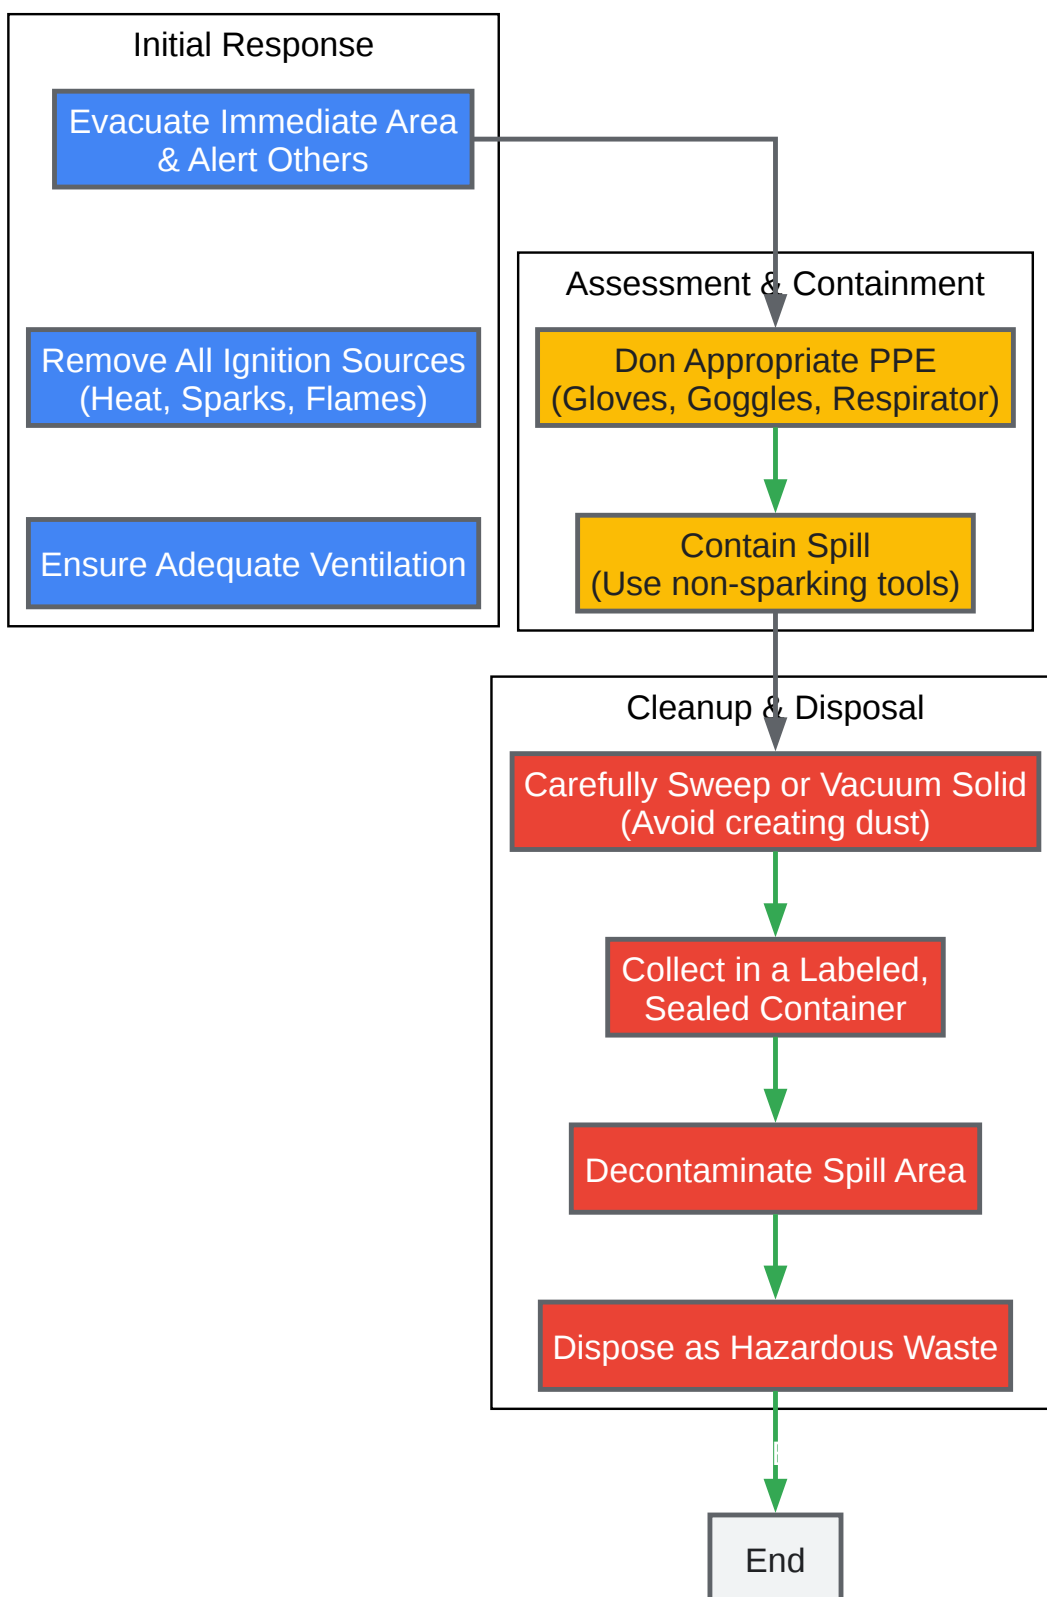 Initial Response
Evacuate Immediate Area
& Alert Others
Remove All Ignition Sources
(Heat, Sparks, Flames)
Ensure Adequate Ventilation
Assessment & Containment
Don Appropriate PPE
(Gloves, Goggles, Respirator)
Contain Spill
(Use non-sparking tools)
Cleanup & Disposal
Carefully Sweep or Vacuum Solid
(Avoid creating dust)
Collect in a Labeled,
Sealed Container
Decontaminate Spill Area
Dispose as Hazardous Waste
End